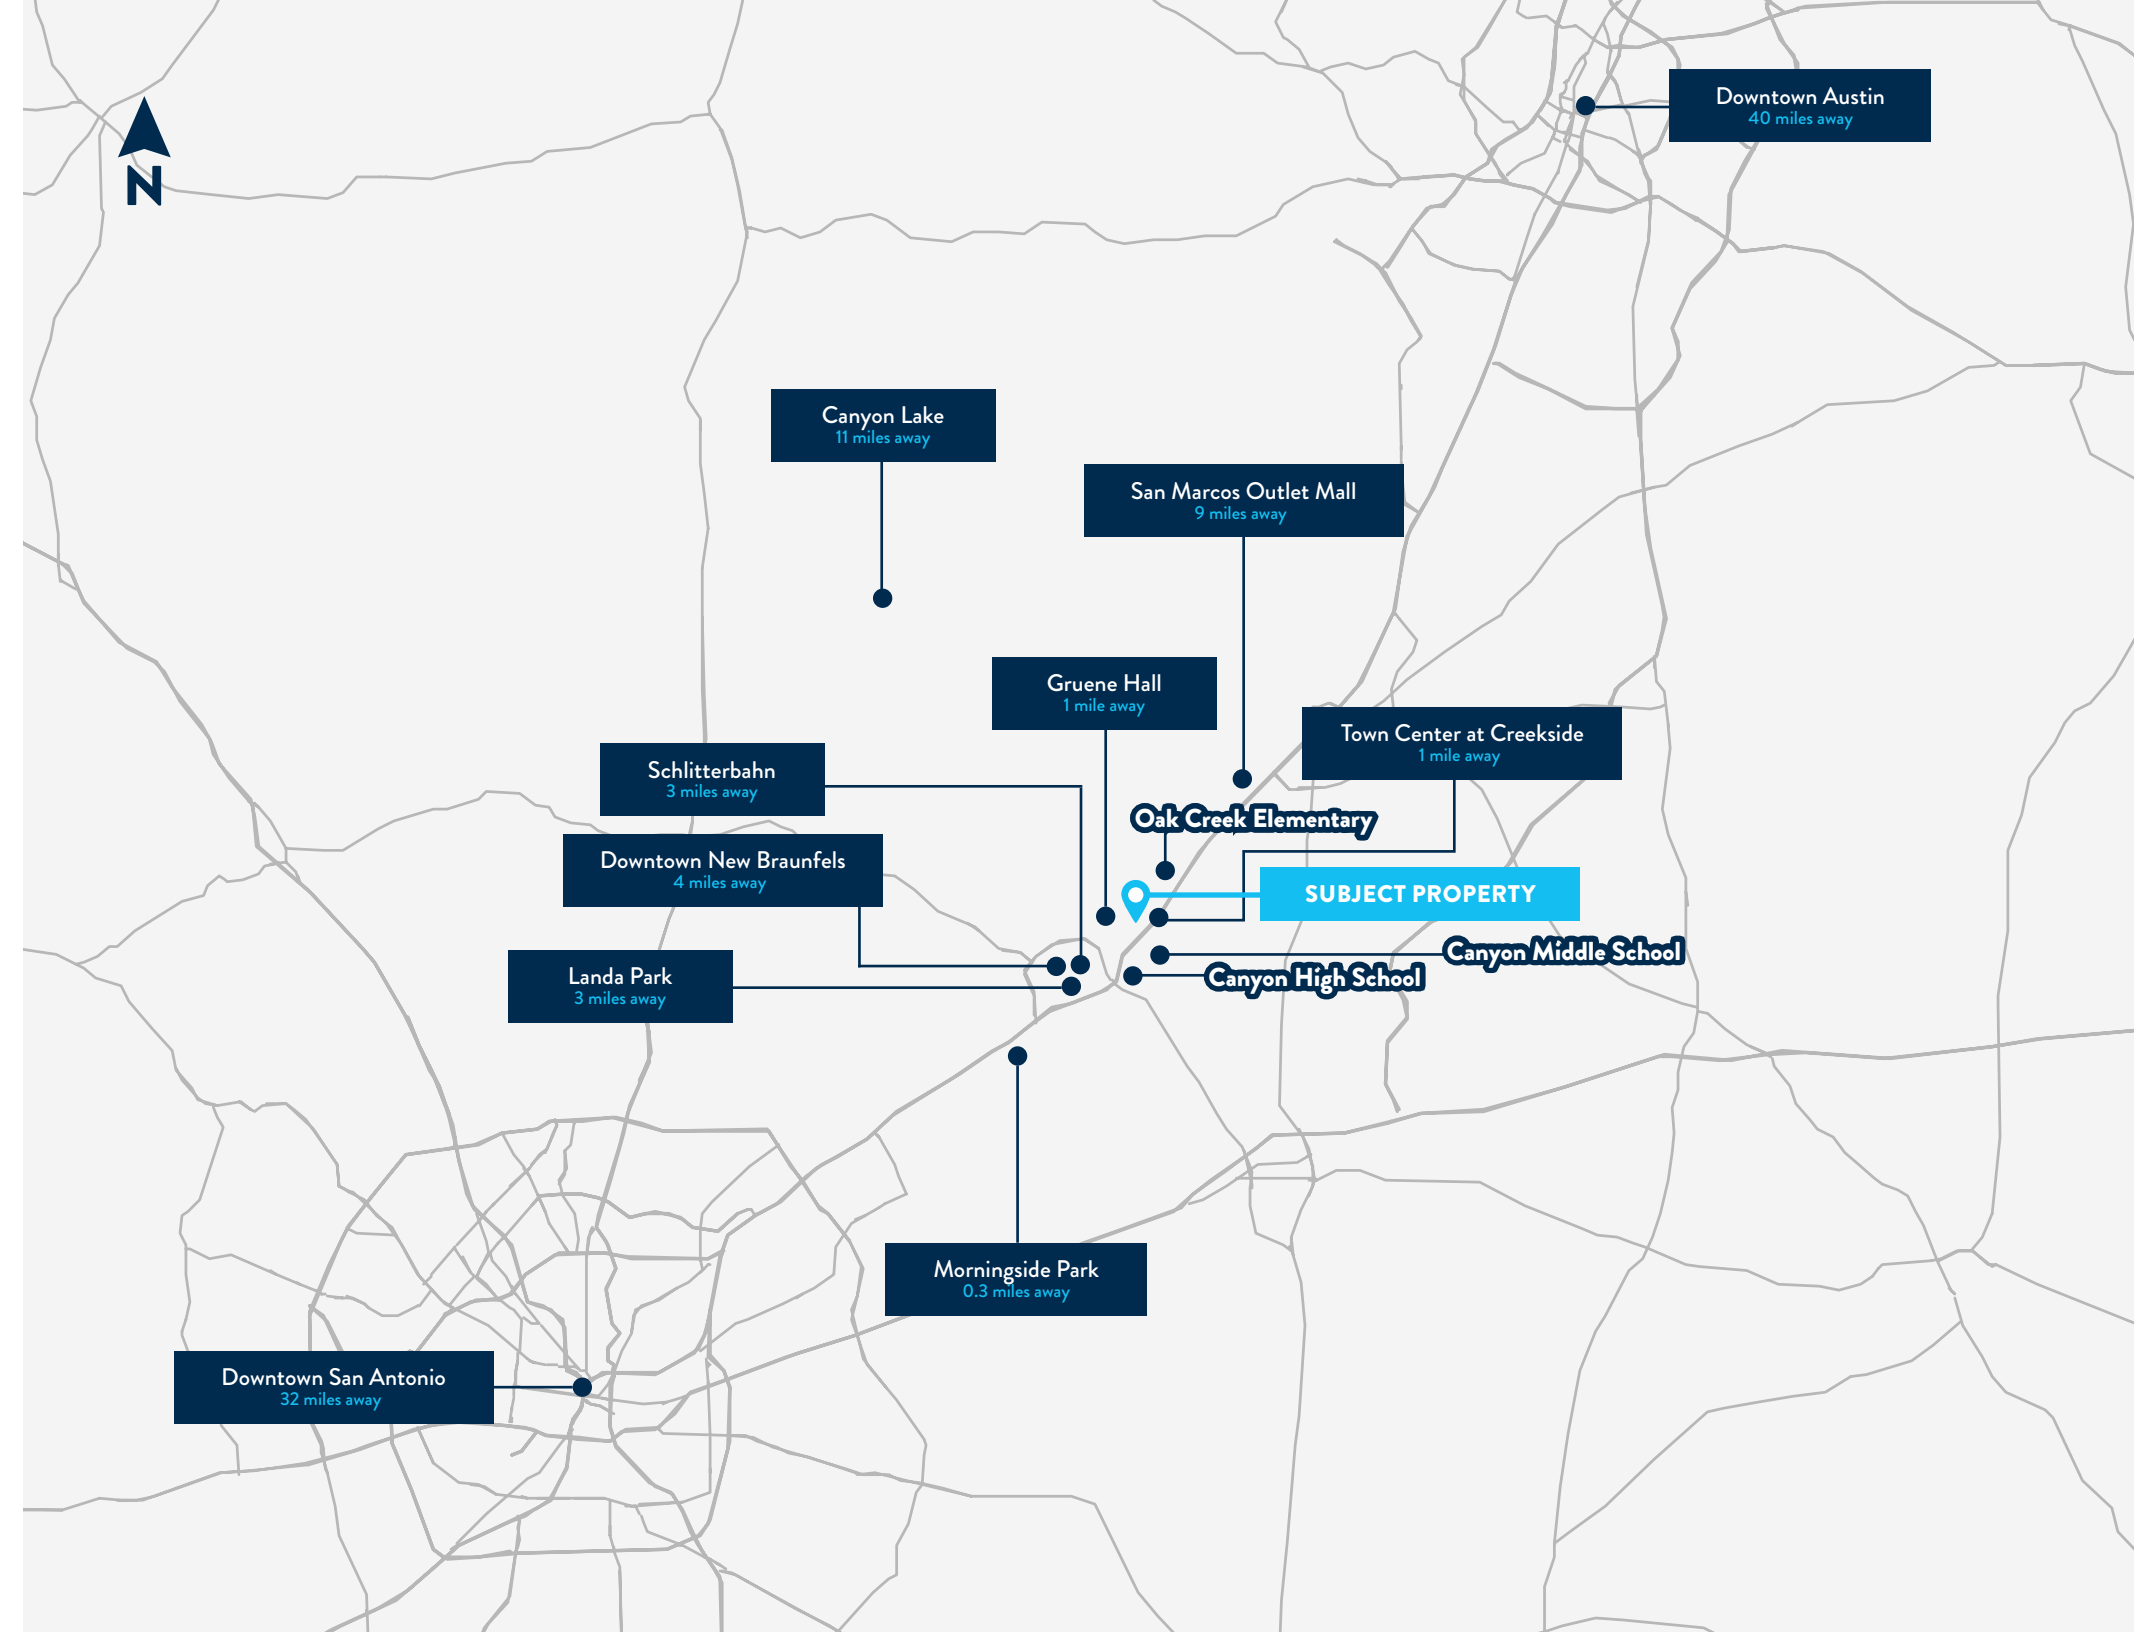 Downtown Austin
40 miles away
N
Canyon Lake
11 miles away
San Marcos Outlet Mall
9 miles away
Gruene Hall
1 mile away
Town Center at Creekside
1 mile away
Schlitterbahn
3 miles away
Oak Creek Elementary
Downtown New Braunfels
4 miles away
SUBJECT PROPERTY
Canyon Middle School
Landa Park
3 miles away
Canyon High School
Morningside Park
0.3 miles away
Downtown San Antonio
32 miles away